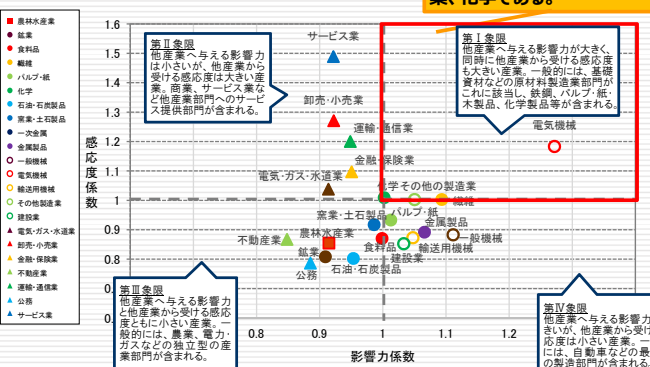 業、化学である。
農林水産業
鉱業
食料品
繊維
パルプ・紙
化学
石油・石炭製品
窯業・土石製品
一次金属
金属製品
一般機械
電気機械
輸送用機械
その他製造業
建設業
電気・ガス・水道業
卸売・小売業
金融・保険業
不動産業
運輸・通信業
公務
サービス業
感応度係数
1.6
1.5
1.4
1.3
1.2
1.1
1
0.9
0.8
0.7
0.8
0.9
1.1
1.2
影響力係数
第Ⅱ象限
他産業へ与える影響力
は小さいが、他産業から
受ける感応度は大きい産
業。商業、サービス業な
ど他産業部門へのサービ
ス提供部門が含まれる。
第Ⅰ象限
他産業へ与える影響力が大きく、
同時に他産業から受ける感応度
も大きい産業。一般的には、基礎
資材などの原材料製造業部門が
これに該当し、鉄鋼、パルプ・紙・
木製品、化学製品等が含まれる。
サービス業
卸売・小売業
運輸・通信業
金融・保険業
電気・ガス・水道業
電気機械
化学
その他の製造業
繊維
窯業・土石製品
パルプ・紙
金属製品
不動産業
農林水産業
食料品
一般機械
輸送用機械
鉱業
建設業
石油・石炭製品
公務
第Ⅲ象限
他産業へ与える影響力
と他産業から受ける感応
度ともに小さい産業。一
般的には、農業、電力・
ガスなどの独立型の産
業部門が含まれる。
第Ⅳ象限
他産業へ与える影響力
きいが、他産業から受け
応度は小さい産業。一
には、自動車などの最
の製造部門が含まれる